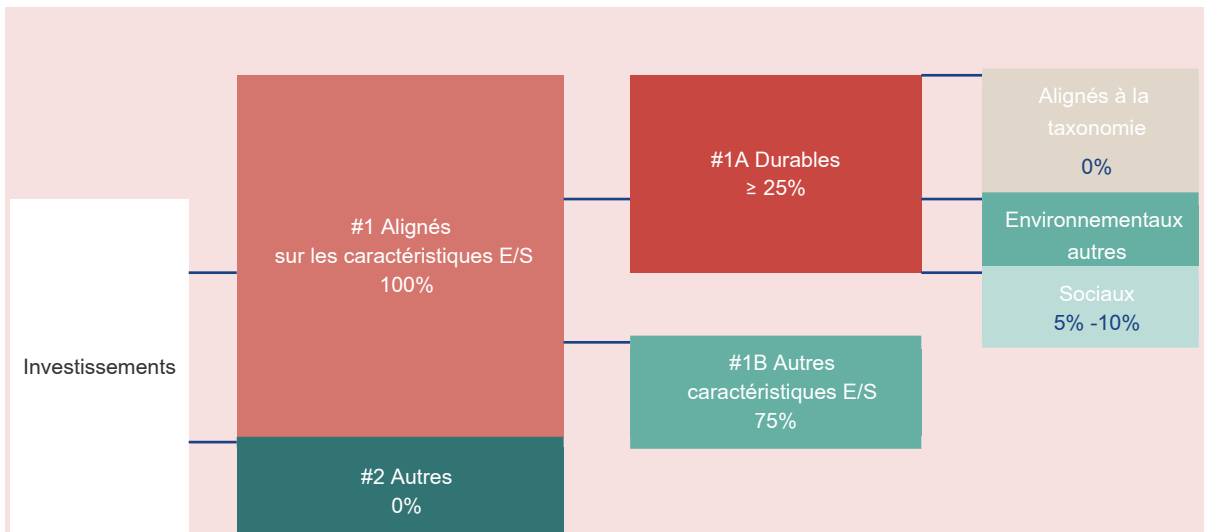 Investissements
#1 Alignés
sur les caractéristiques E/S
100%
#2 Autres
0%
#1A Durables
≥ 25%
#1B Autres
caractéristiques E/S
75%
Alignés à la
taxonomie
0%
Environnementaux
autres
Sociaux
5% -10%